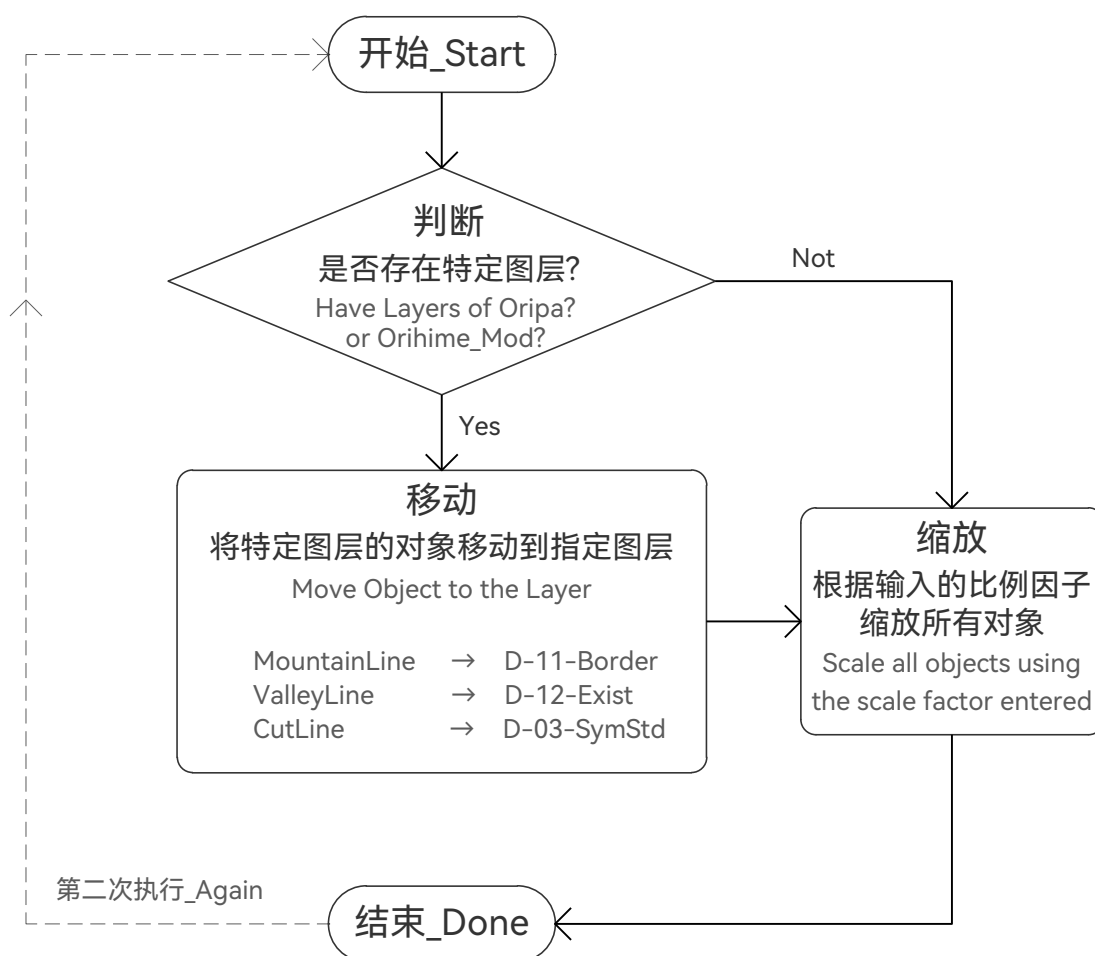 开始_Start
判断
是否存在特定图层?
Have Layers of Oripa?
or Orihime_Mod?
Not
Yes
移动
将特定图层的对象移动到指定图层
Move Object to the Layer
MountainLine → D-11-Border
ValleyLine → D-12-Exist
CutLine → D-03-SymStd
缩放
根据输入的比例因子
缩放所有对象
Scale all objects using
the scale factor entered
第二次执行_Again
结束_Done